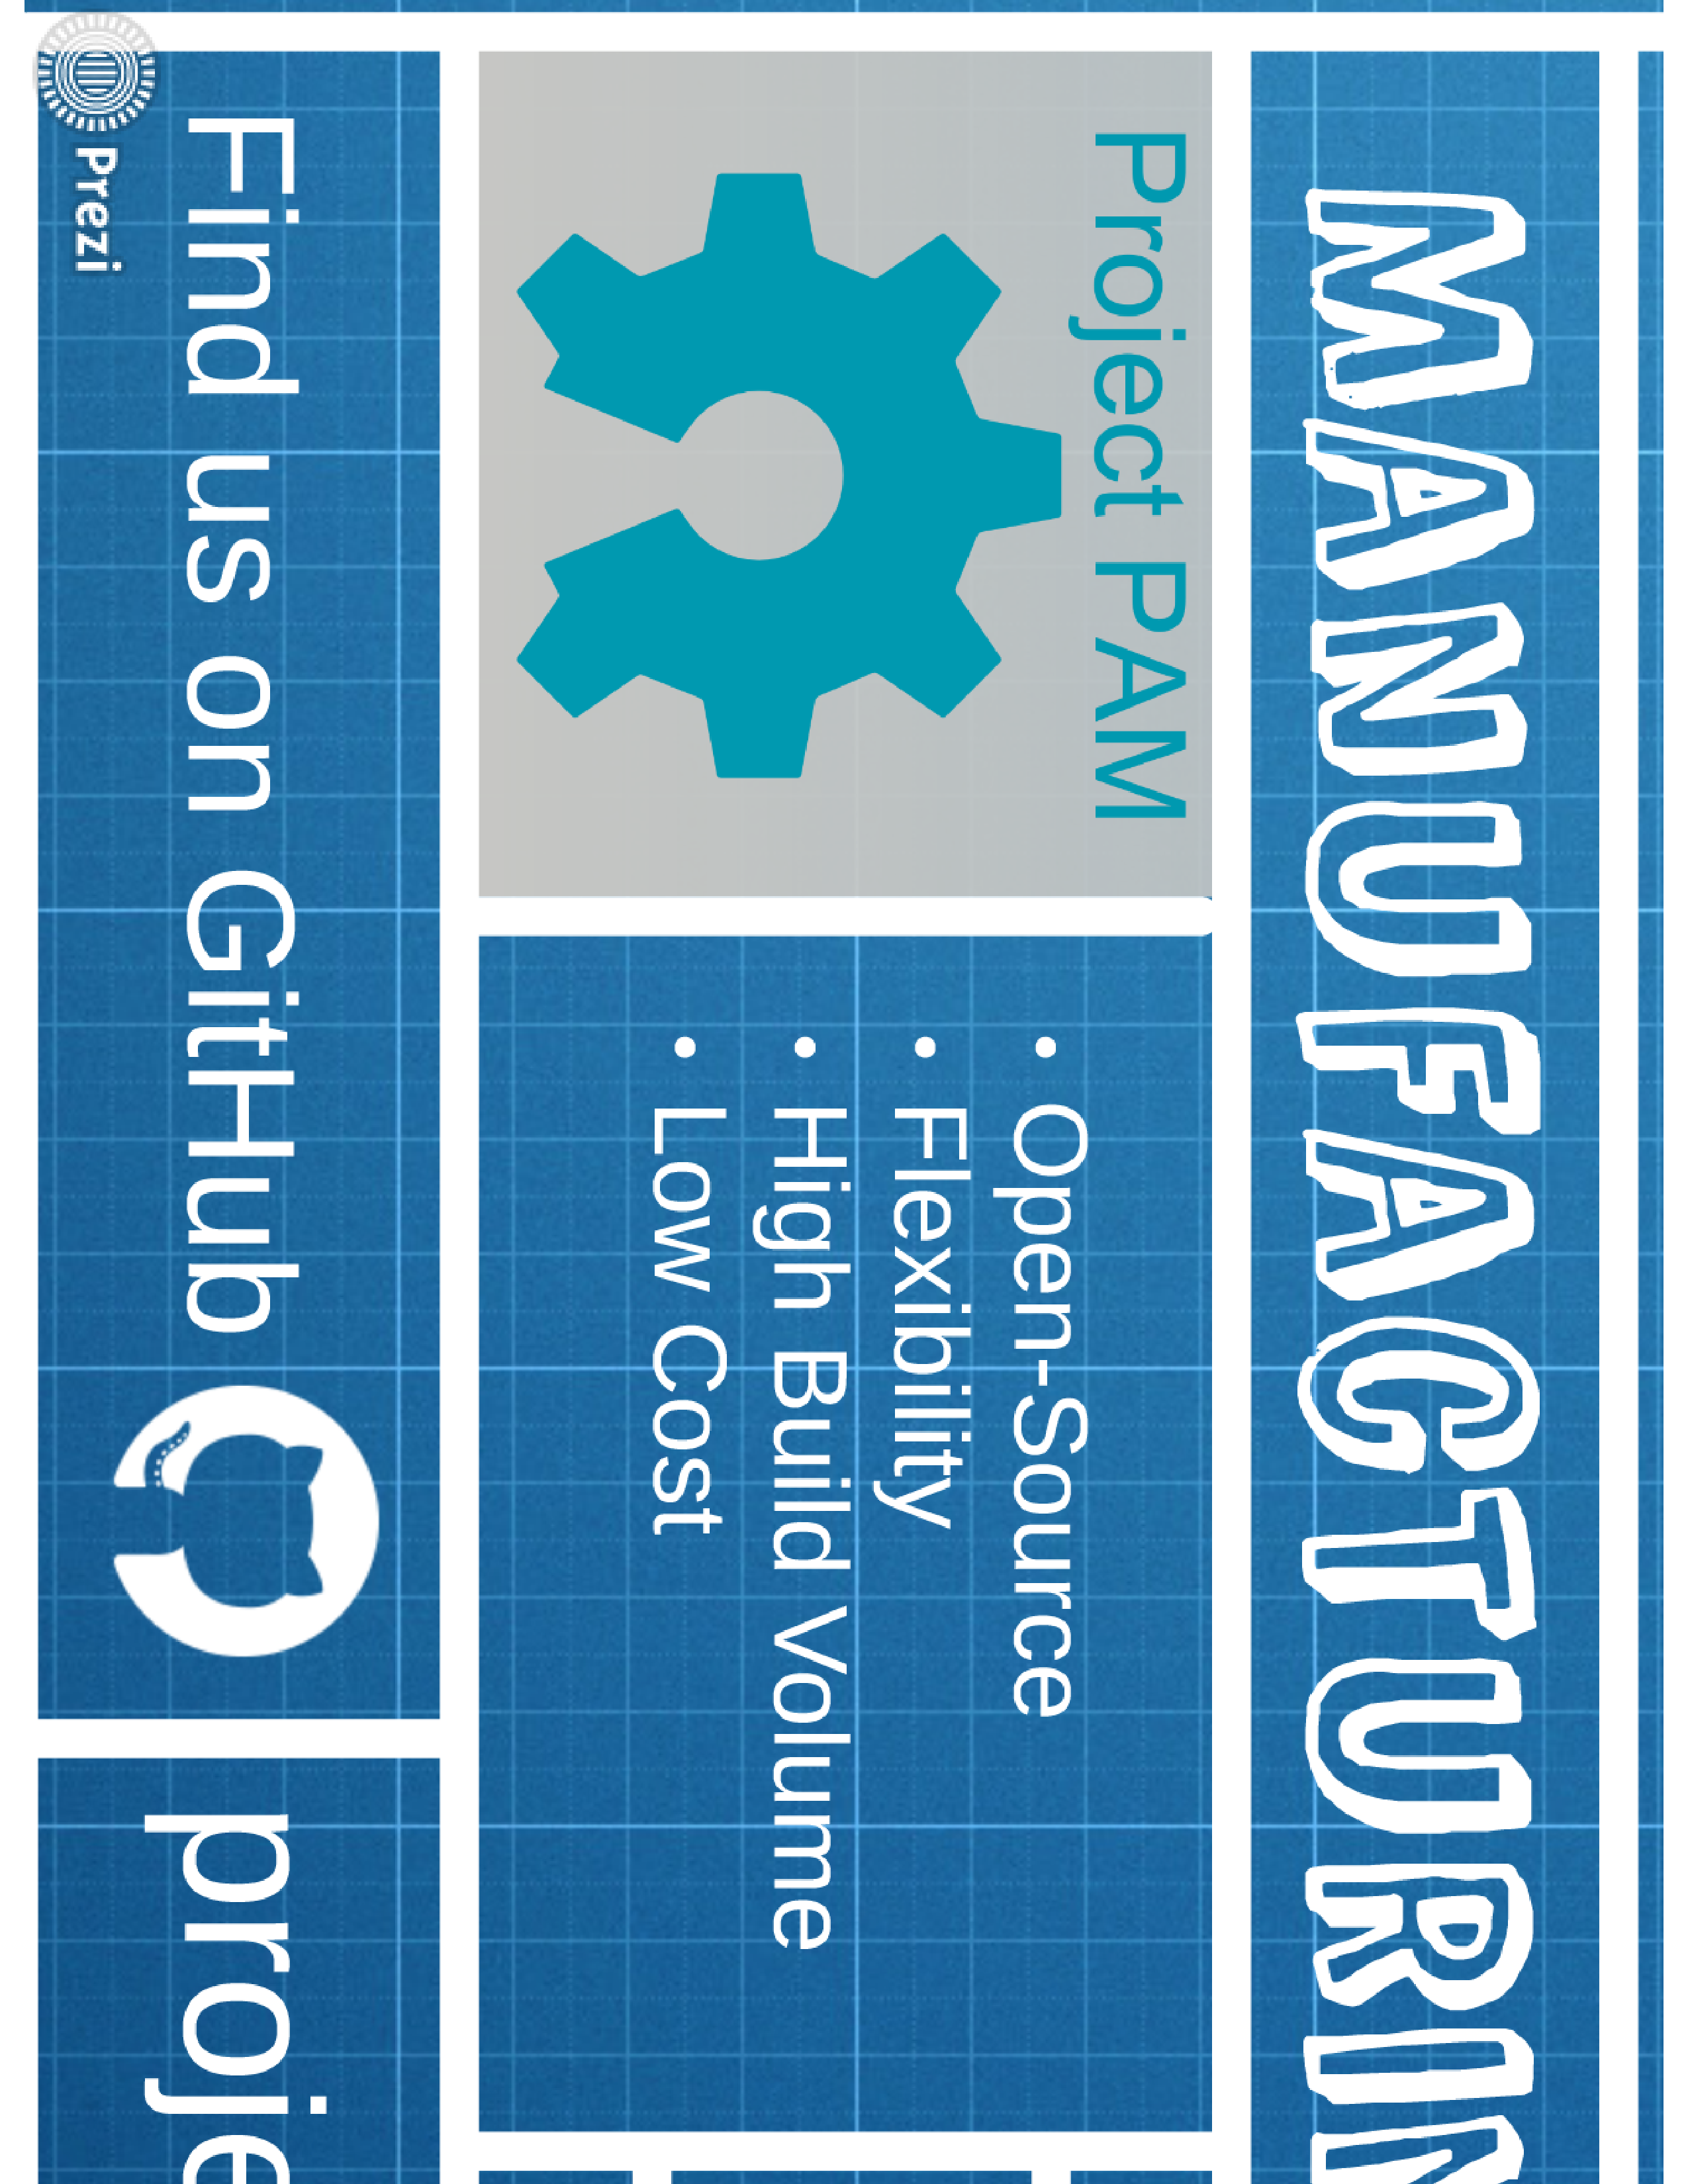 MANUFACTURIN
Project PAM
• Open-Source
• Flexibility
• High Build Volume
• Low Cost
Find us on GitHub
proje
Prezi